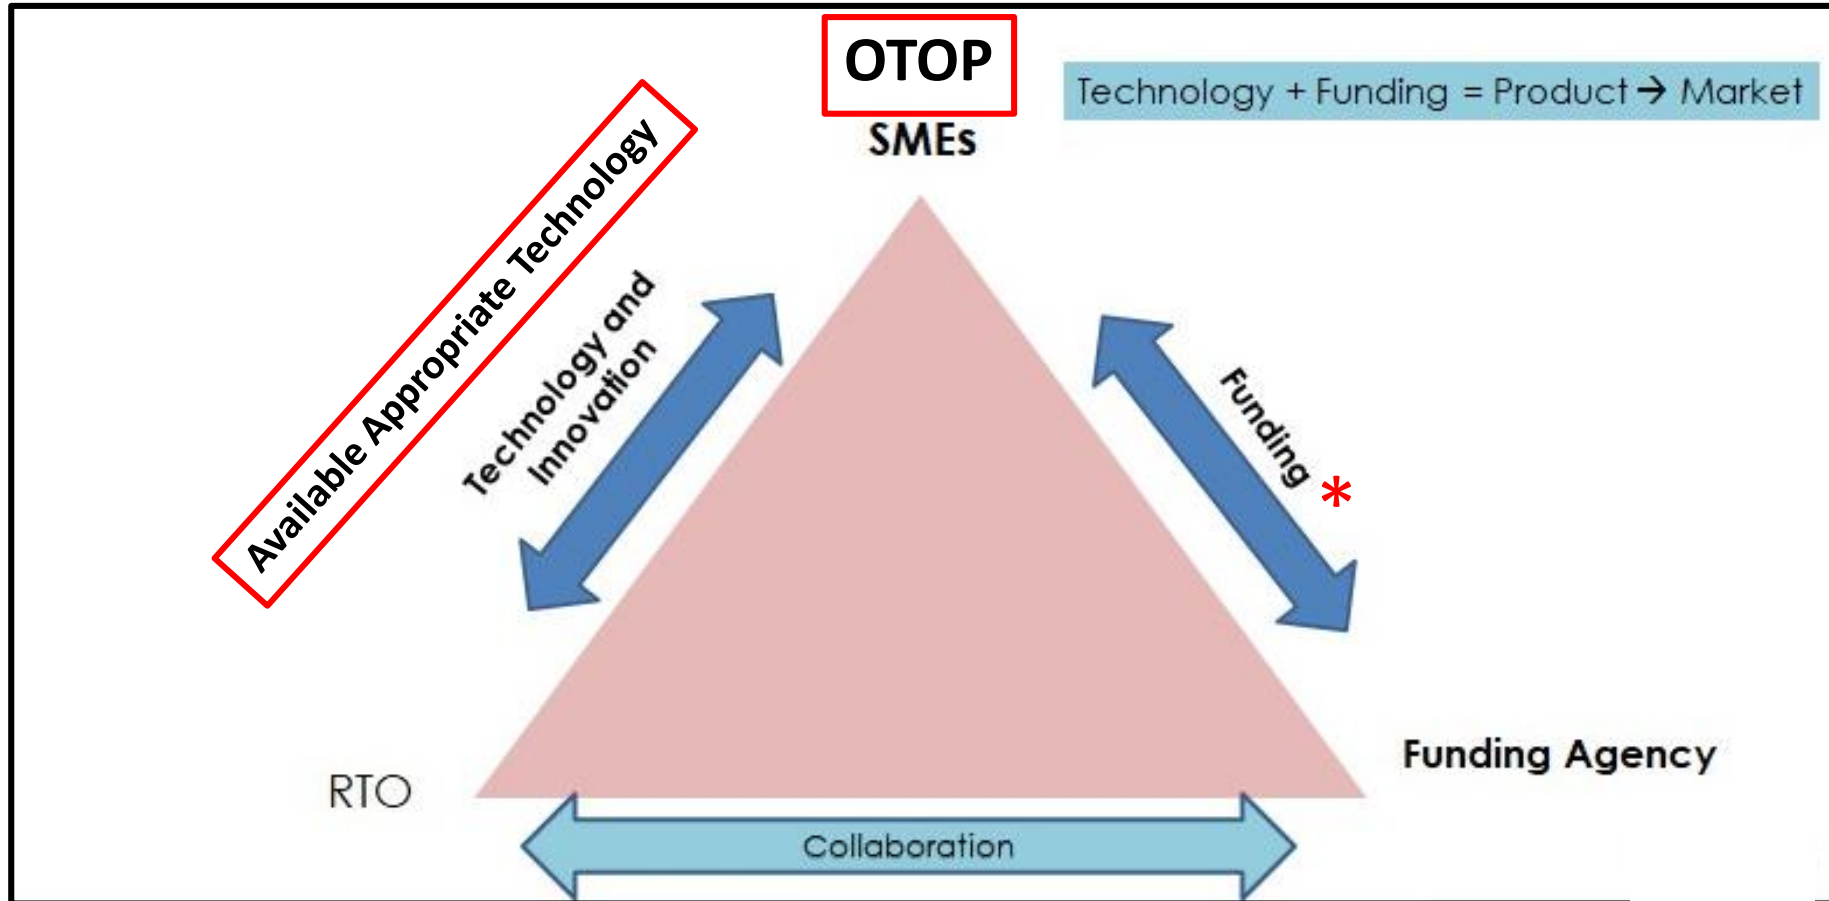 OTOP
Technology + Funding = Product → Market
SMEs
Available Appropriate Technology
Technology and
Innovation
Funding *
RTO
Funding Agency
Collaboration